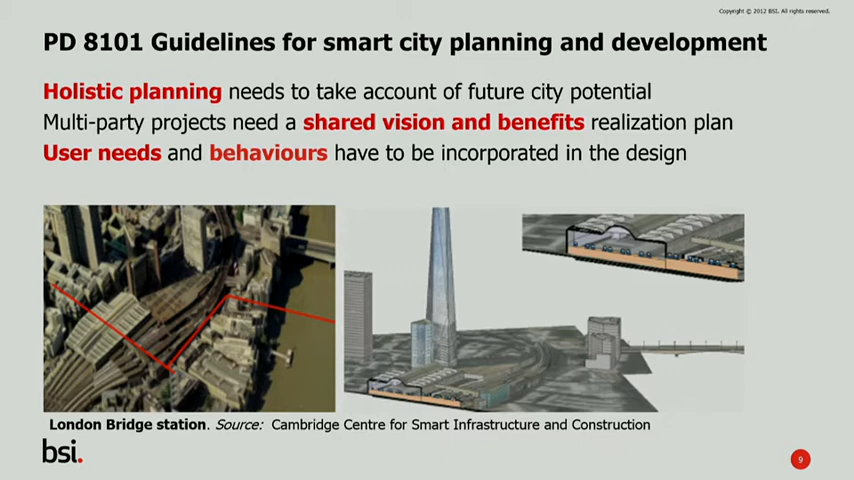 Copyright © 2012 BSI. All rights reserved.
PD 8101 Guidelines for smart city planning and development
Holistic planning needs to take account of future city potential
Multi-party projects need a shared vision and benefits realization plan
User needs and behaviours have to be incorporated in the design
London Bridge station. Source: Cambridge Centre for Smart Infrastructure and Construction
bsi.
9